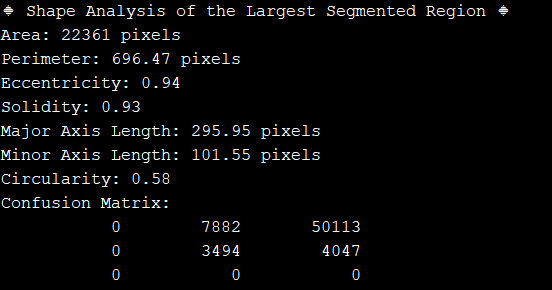 🔹 Shape Analysis of the Largest Segmented Region 🔹
Area: 22361 pixels
Perimeter: 696.47 pixels
Eccentricity: 0.94
Solidity: 0.93
Major Axis Length: 295.95 pixels
Minor Axis Length: 101.55 pixels
Circularity: 0.58
Confusion Matrix:
0 7882 50113
0 3494 4047
0 0 0